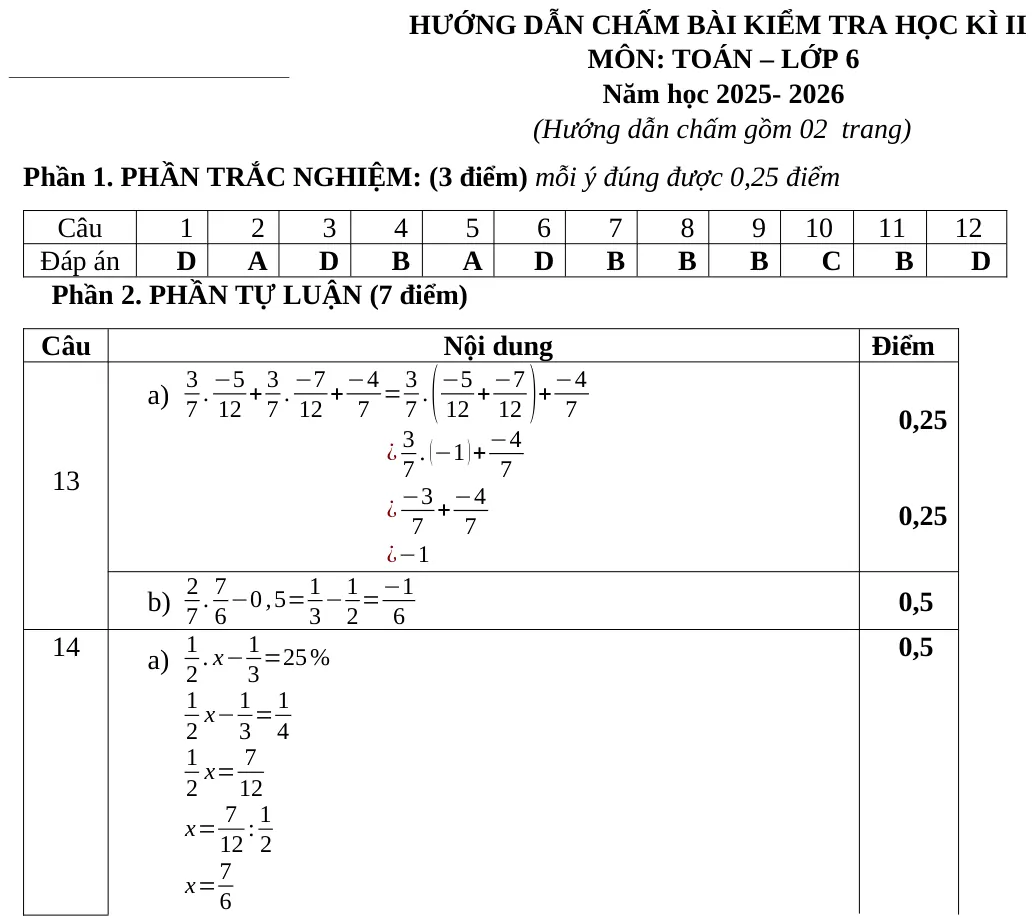 HƯỚNG DẪN CHẤM BÀI KIỂM TRA HỌC KÌ II
MÔN: TOÁN – LỚP 6
Năm học 2025- 2026
(Hướng dẫn chấm gồm 02 trang)
Phần 1. PHẦN TRẮC NGHIỆM: (3 điểm) mỗi ý đúng được 0,25 điểm
Câu 1 2 3 4 5 6 7 8 9 10 11 12
Đáp án D A D B A D B B B C B D
Phần 2. PHẦN TỰ LUẬN (7 điểm)
Câu Nội dung Điểm
13 a) 3/7 . −5/12 + 3/7 . −7/12 + −4/7 = 3/7 . (−5/12 + −7/12) + −4/7 0,25
¿ 3/7 . (−1) + −4/7
¿ −3/7 + −4/7 0,25
¿ −1
b) 2/7 . 7/6 − 0,5 = 1/3 − 1/2 = −1/6 0,5
14 a) 1/2 . x − 1/3 = 25% 0,5
1/2 x − 1/3 = 1/4
1/2 x = 7/12
x = 7/12 : 1/2
x = 7/6